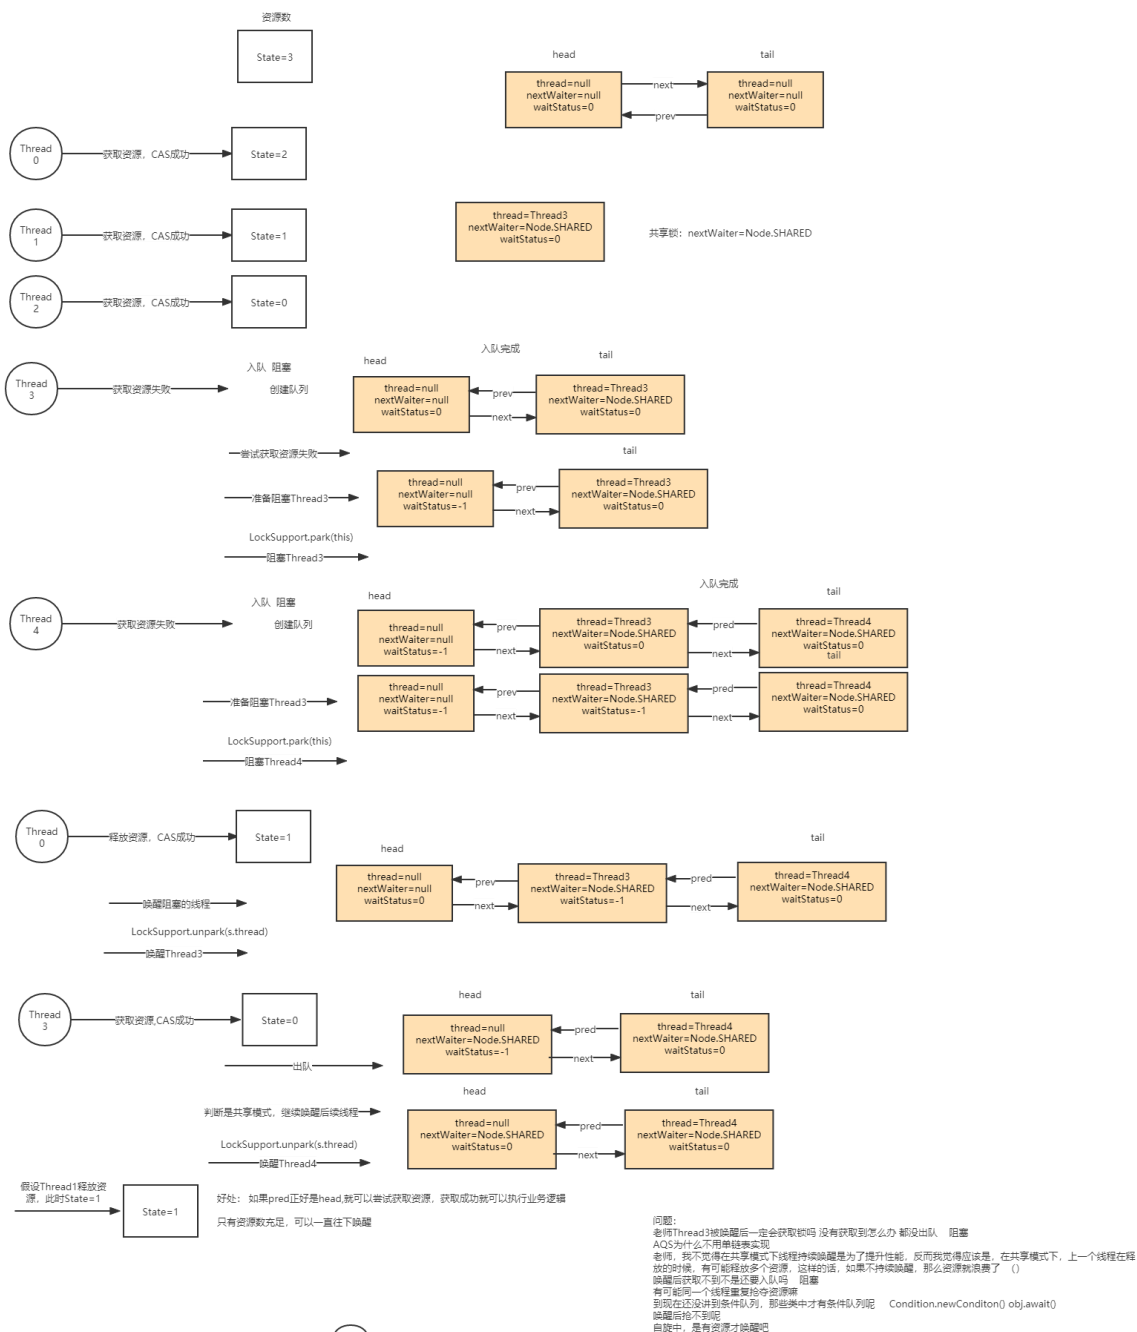 资源数
State=3
head
tail
thread=null
nextWaiter=null
waitStatus=0
next
prev
thread=null
nextWaiter=null
waitStatus=0
Thread
0
获取资源，CAS成功
State=2
Thread
1
获取资源，CAS成功
State=1
thread=Thread3
nextWaiter=Node.SHARED
waitStatus=0
共享锁：nextWaiter=Node.SHARED
Thread
2
获取资源，CAS成功
State=0
Thread
3
获取资源失败
入队 阻塞
创建队列
head
入队完成
tail
thread=null
nextWaiter=null
waitStatus=0
prev
next
thread=Thread3
nextWaiter=Node.SHARED
waitStatus=0
尝试获取资源失败
tail
准备阻塞Thread3
thread=null
nextWaiter=null
waitStatus=-1
prev
next
thread=Thread3
nextWaiter=Node.SHARED
waitStatus=0
LockSupport.park(this)
阻塞Thread3
Thread
4
获取资源失败
入队 阻塞
创建队列
head
入队完成
tail
thread=null
nextWaiter=null
waitStatus=-1
prev
next
thread=Thread3
nextWaiter=Node.SHARED
waitStatus=0
pred
next
thread=Thread4
nextWaiter=Node.SHARED
waitStatus=0
tail
准备阻塞Thread3
thread=null
nextWaiter=null
waitStatus=-1
prev
next
thread=Thread3
nextWaiter=Node.SHARED
waitStatus=-1
pred
next
thread=Thread4
nextWaiter=Node.SHARED
waitStatus=0
LockSupport.park(this)
阻塞Thread4
Thread
0
释放资源，CAS成功
State=1
head
tail
thread=null
nextWaiter=null
waitStatus=0
prev
next
thread=Thread3
nextWaiter=Node.SHARED
waitStatus=-1
pred
next
thread=Thread4
nextWaiter=Node.SHARED
waitStatus=0
唤醒阻塞的线程
LockSupport.unpark(s.thread)
唤醒Thread3
Thread
3
获取资源,CAS成功
State=0
head
tail
thread=null
nextWaiter=Node.SHARED
waitStatus=-1
pred
next
thread=Thread4
nextWaiter=Node.SHARED
waitStatus=0
出队
head
tail
判断是共享模式，继续唤醒后续线程
thread=null
nextWaiter=Node.SHARED
waitStatus=0
pred
next
thread=Thread4
nextWaiter=Node.SHARED
waitStatus=0
LockSupport.unpark(s.thread)
唤醒Thread4
假设Thread1释放资
源，此时State=1
State=1
好处： 如果pred正好是head,就可以尝试获取资源，获取成功就可以执行业务逻辑
只有资源数充足，可以一直往下唤醒
问题：
老师Thread3被唤醒后一定会获取锁吗 没有获取到怎么办 都没出队 阻塞
AQS为什么不用单链表实现
老师，我不觉得在共享模式下线程持续唤醒是为了提升性能，反而我觉得应该是，在共享模式下，上一个线程在释
放的时候，有可能释放多个资源，这样的话，如果不持续唤醒，那么资源就浪费了 （）
唤醒后获取不到不是还要入队吗 阻塞
有可能同一个线程重复抢夺资源嘛
到现在还没讲到条件队列，那些类中才有条件队列呢 Condition.newConditon() obj.await()
唤醒后抢不到呢
自旋中，是有资源才唤醒吧